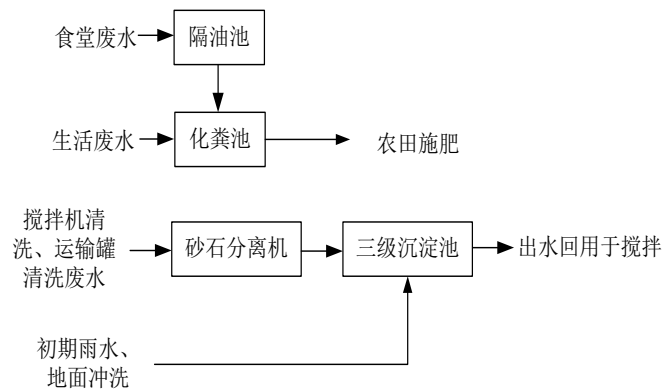 食堂废水
隔油池
生活废水
化粪池
农田施肥
搅拌机清
洗、运输罐
清洗废水
砂石分离机
三级沉淀池
出水回用于搅拌
初期雨水、
地面冲洗